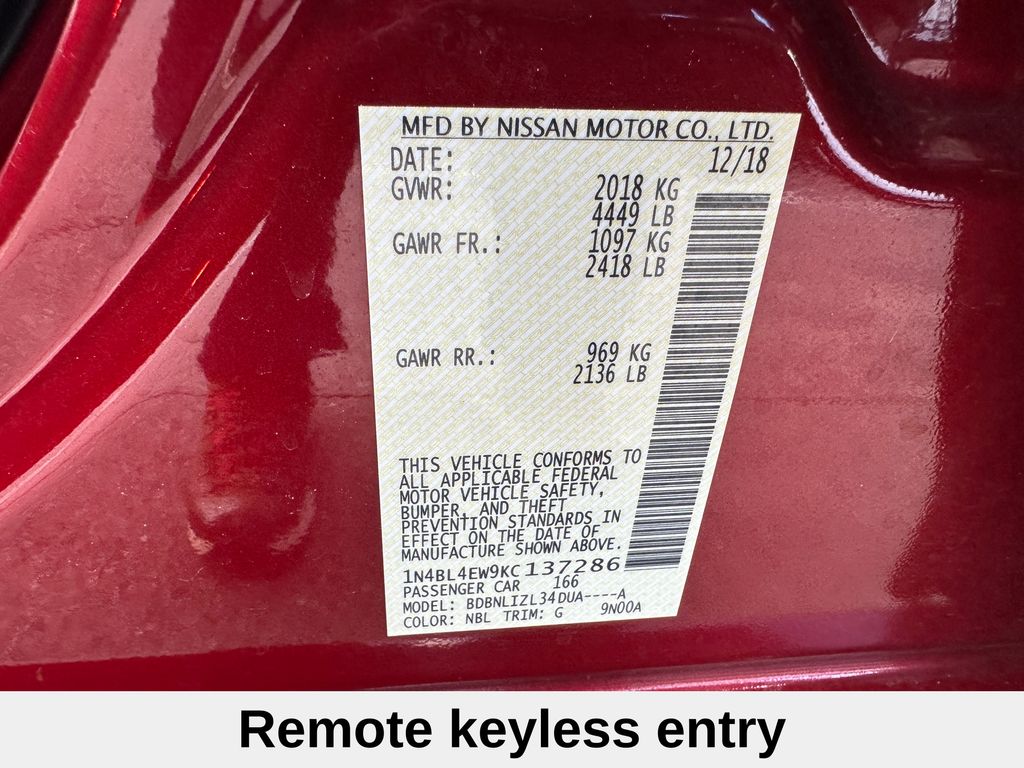 MFD BY NISSAN MOTOR CO., LTD.
DATE: 12/18
GVWR: 2018 KG
4449 LB
GAWR FR.: 1097 KG
2418 LB
GAWR RR.: 969 KG
2136 LB
THIS VEHICLE CONFORMS TO
ALL APPLICABLE FEDERAL
MOTOR VEHICLE SAFETY,
BUMPER, AND THEFT
PREVENTION STANDARDS IN
EFFECT ON THE DATE OF
MANUFACTURE SHOWN ABOVE.
1N4BL4EW9KC137286
PASSENGER CAR 166
MODEL: BDBNLIZL34DUA----A
COLOR: NBL TRIM: G 9N00A
Remote keyless entry